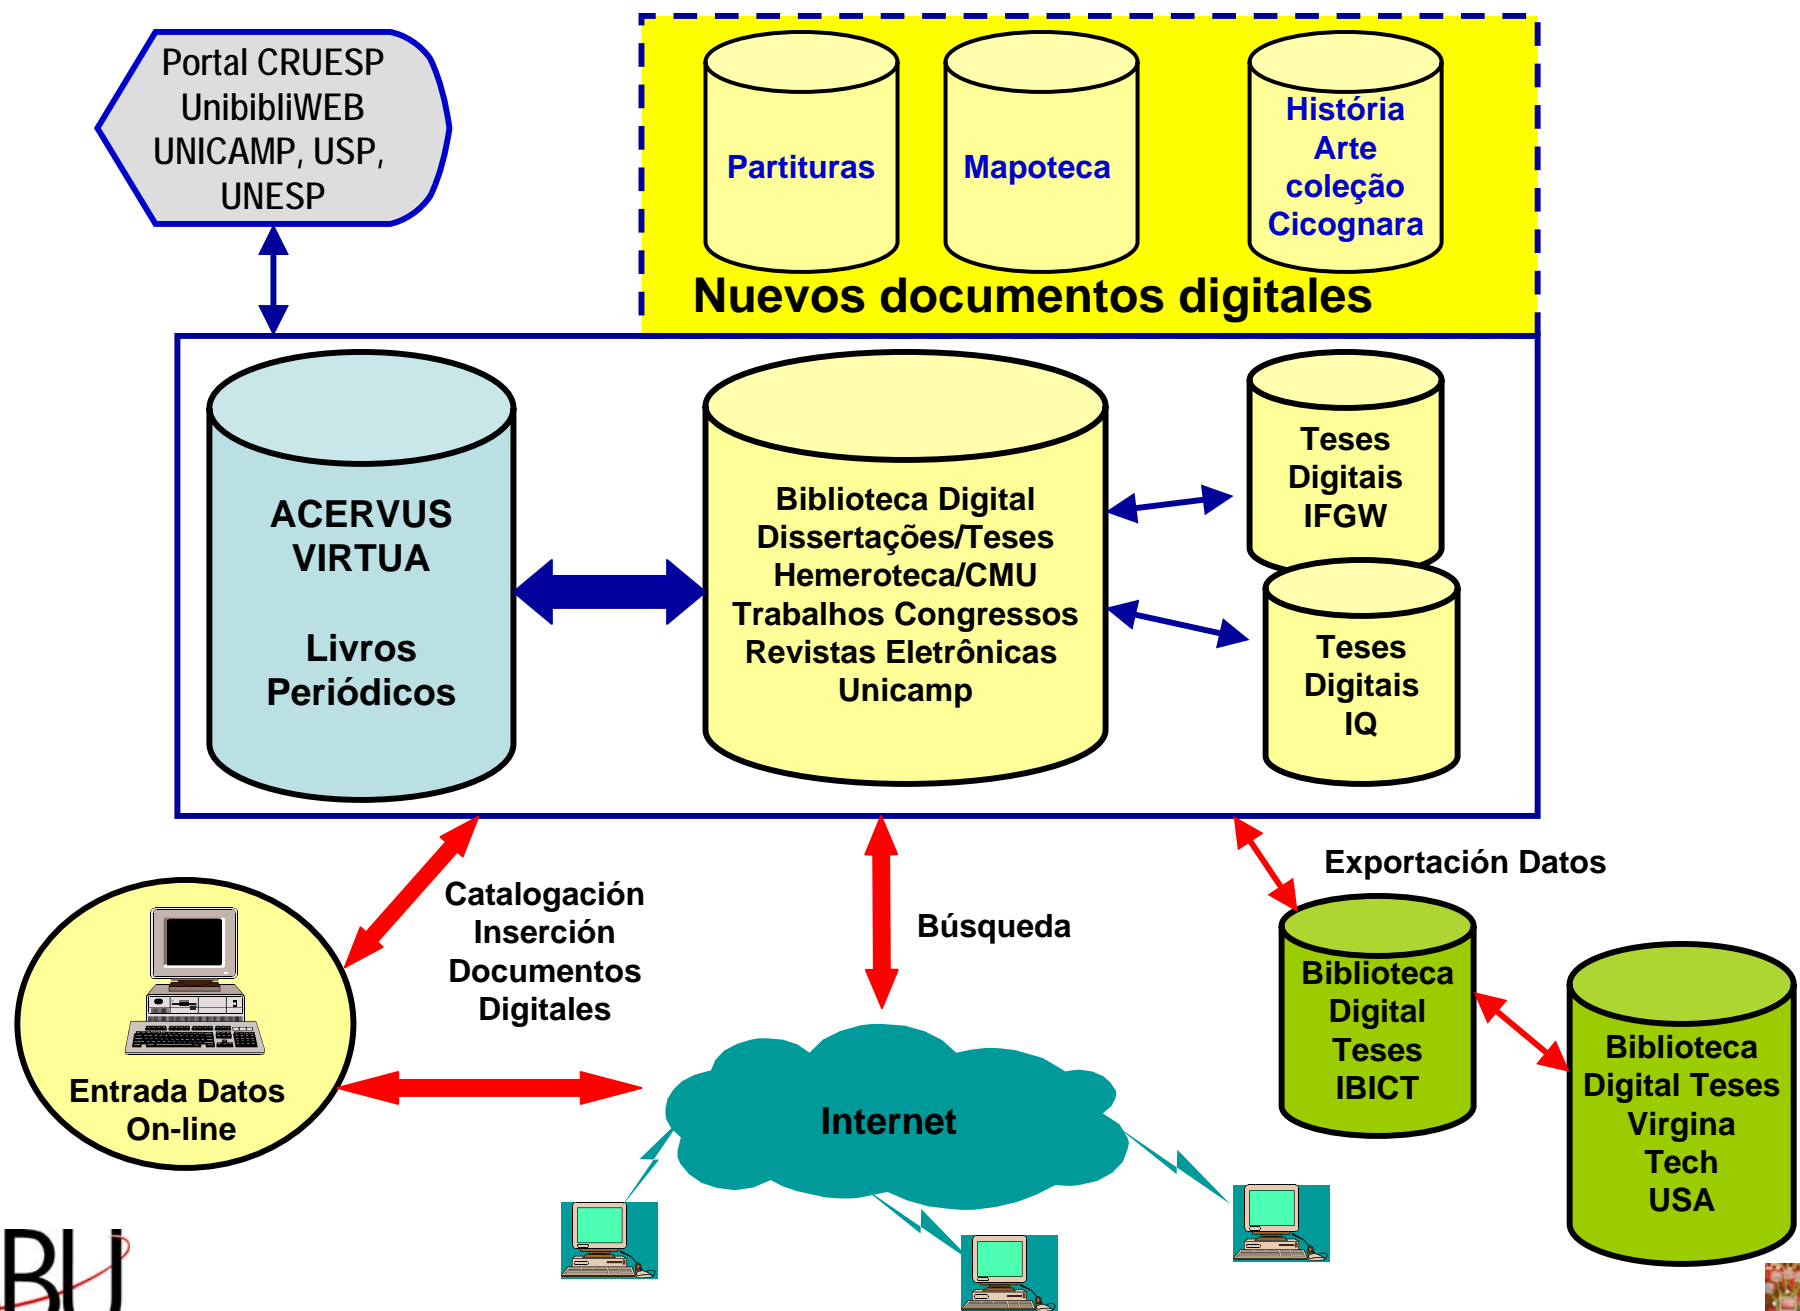 Portal CRUESP
UnibibliWEB
UNICAMP, USP,
UNESP
Partituras
Mapoteca
História
Arte
coleção
Cicognara
Nuevos documentos digitales
ACERVUS
VIRTUA
Livros
Periódicos
Biblioteca Digital
Dissertações/Teses
Hemeroteca/CMU
Trabalhos Congressos
Revistas Eletrônicas
Unicamp
Teses
Digitais
IFGW
Teses
Digitais
IQ
Catalogación
Inserción
Documentos
Digitales
Búsqueda
Exportación Datos
Entrada Datos
On-line
Internet
Biblioteca
Digital
Teses
IBICT
Biblioteca
Digital Teses
Virgina
Tech
USA
BU